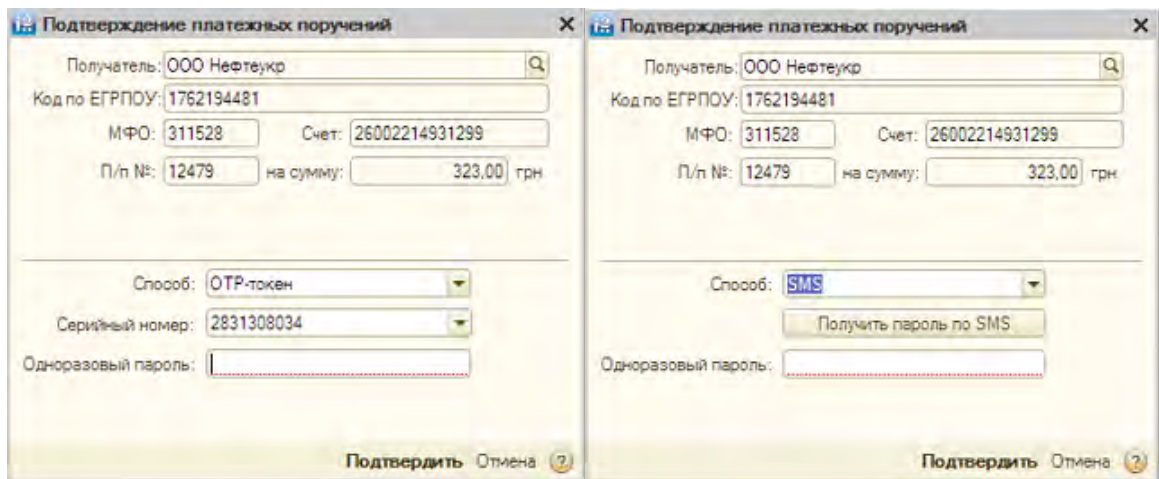 Подтверждение платежных поручений
Получатель: ООО Нефтеукр
Код по ЕГРПОУ: 1762194481
МФО: 311528 Счет: 26002214931299
П/п №: 12479 на сумму: 323,00 грн
Способ: OTP-токен
Серийный номер: 2831308034
Одноразовый пароль:
Подтвердить Отмена ?
Подтверждение платежных поручений
Получатель: ООО Нефтеукр
Код по ЕГРПОУ: 1762194481
МФО: 311528 Счет: 26002214931299
П/п №: 12479 на сумму: 323,00 грн
Способ: SMS
Получить пароль по SMS
Одноразовый пароль:
Подтвердить Отмена ?